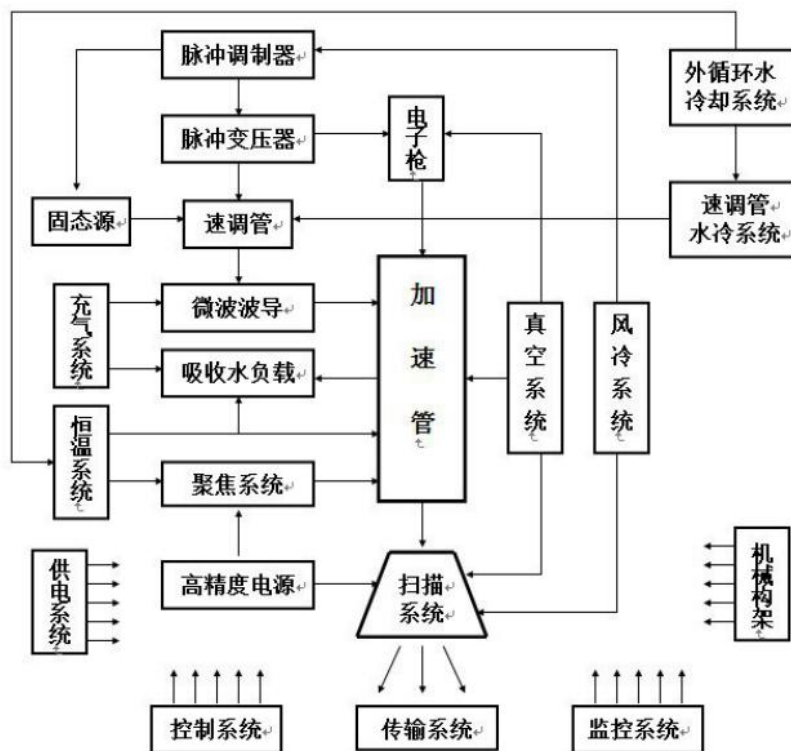 脉冲调制器
外循环水
冷却系统
脉冲变压器
电子枪
固态源
速调管
速调管
水冷系统
充气系统
微波波导
加速管
真空系统
风冷系统
吸收水负载
恒温系统
聚焦系统
供电系统
高精度电源
扫描
系统
机械构架
控制系统
传输系统
监控系统